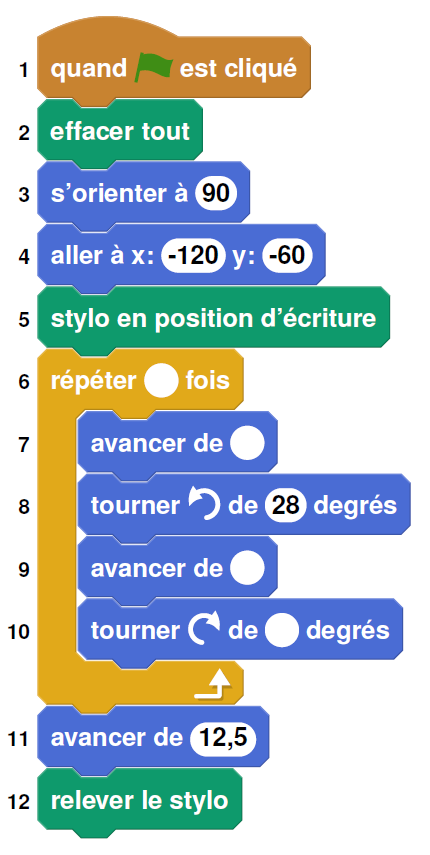 1 quand est cliqué
2 effacer tout
3 s’orienter à 90
4 aller à x: -120 y: -60
5 stylo en position d’écriture
6 répéter fois
7 avancer de
8 tourner de 28 degrés
9 avancer de
10 tourner de degrés
11 avancer de 12,5
12 relever le stylo